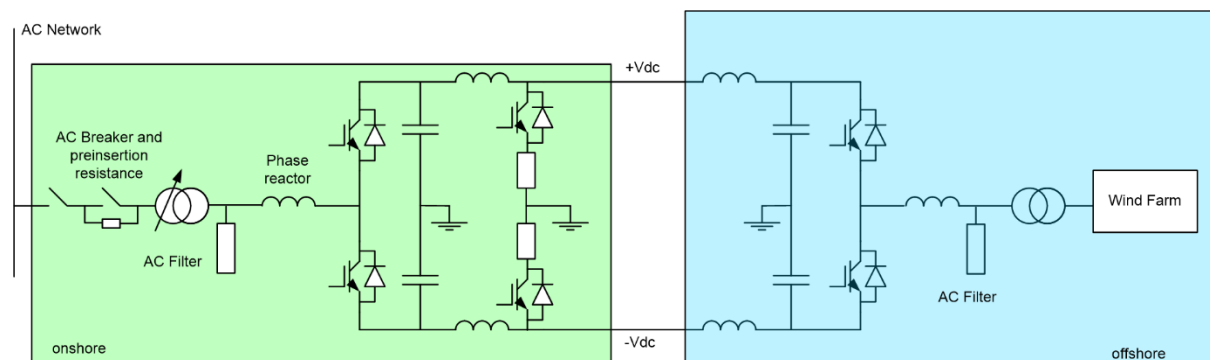 AC Network
+Vdc
AC Breaker and
preinsertion
resistance
Phase
reactor
Wind Farm
AC Filter
AC Filter
onshore
-Vdc
offshore